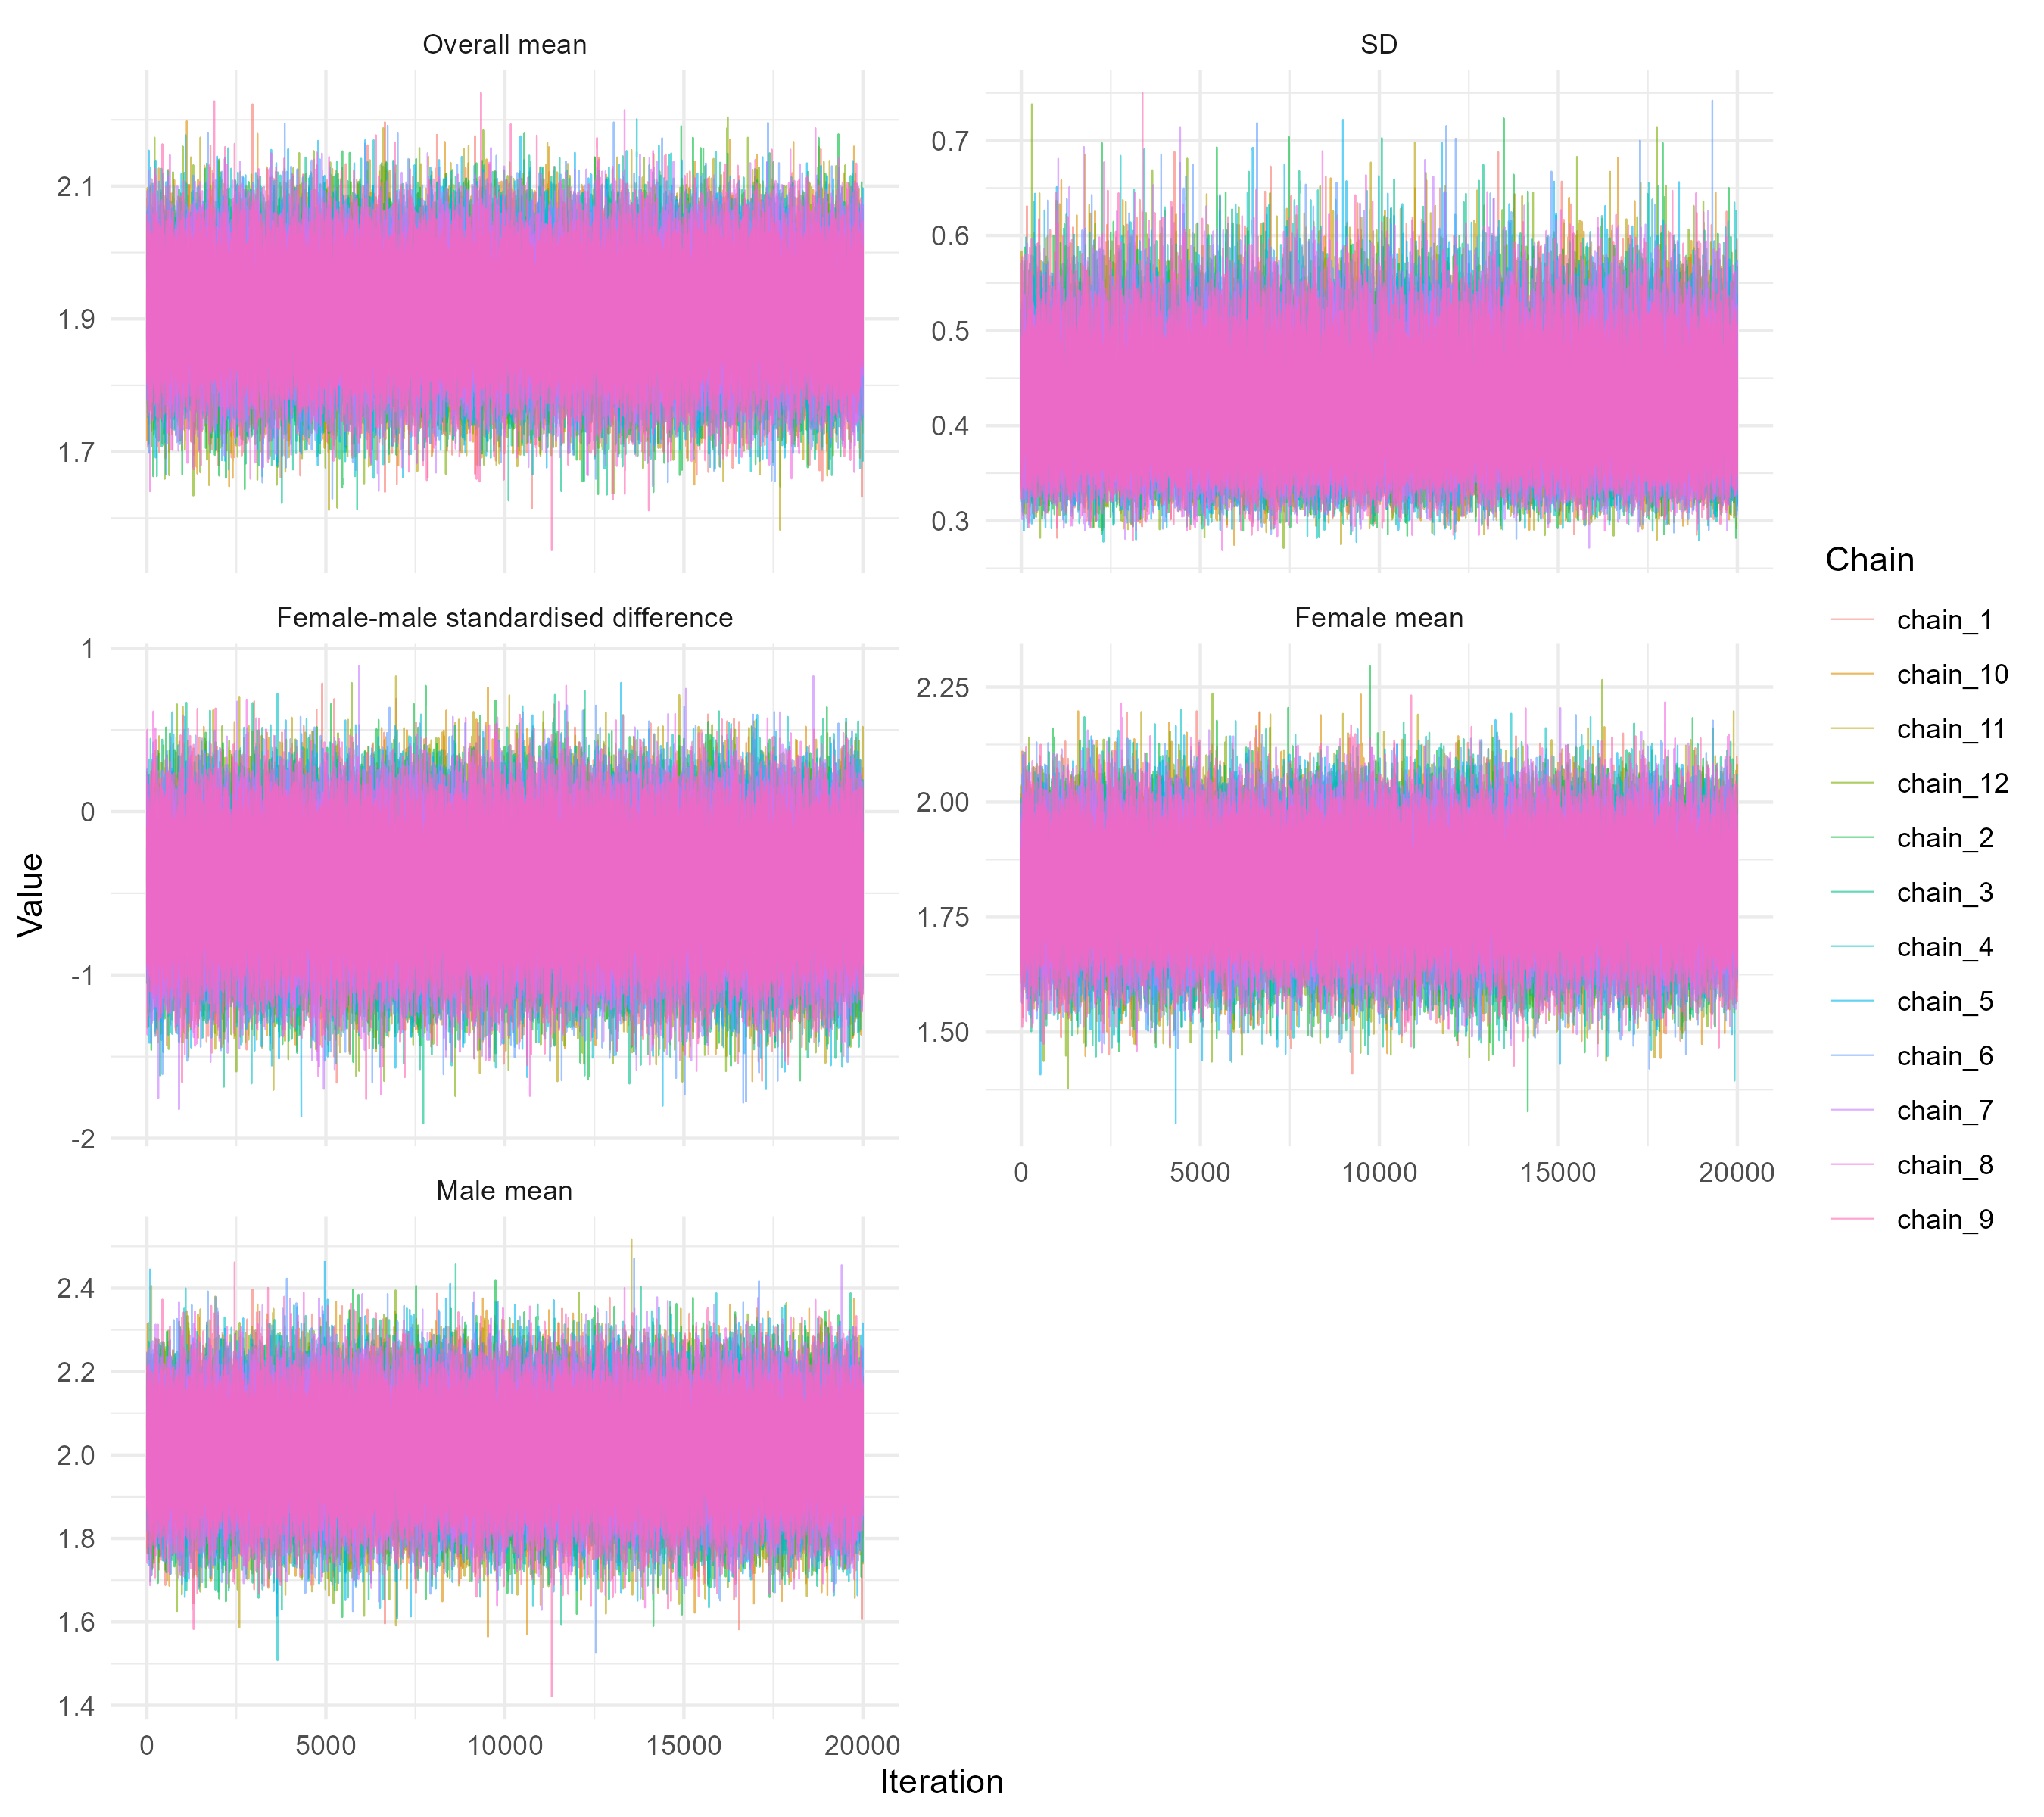 Overall mean
SD
2.1
1.9
1.7
0.7
0.6
0.5
0.4
0.3
Female-male standardised difference
Female mean
1
0
-1
-2
2.25
2.00
1.75
1.50
0 5000 10000 15000 20000
Male mean
2.4
2.2
2.0
1.8
1.6
1.4
0 5000 10000 15000 20000
Iteration
Value
Chain
chain_1
chain_10
chain_11
chain_12
chain_2
chain_3
chain_4
chain_5
chain_6
chain_7
chain_8
chain_9